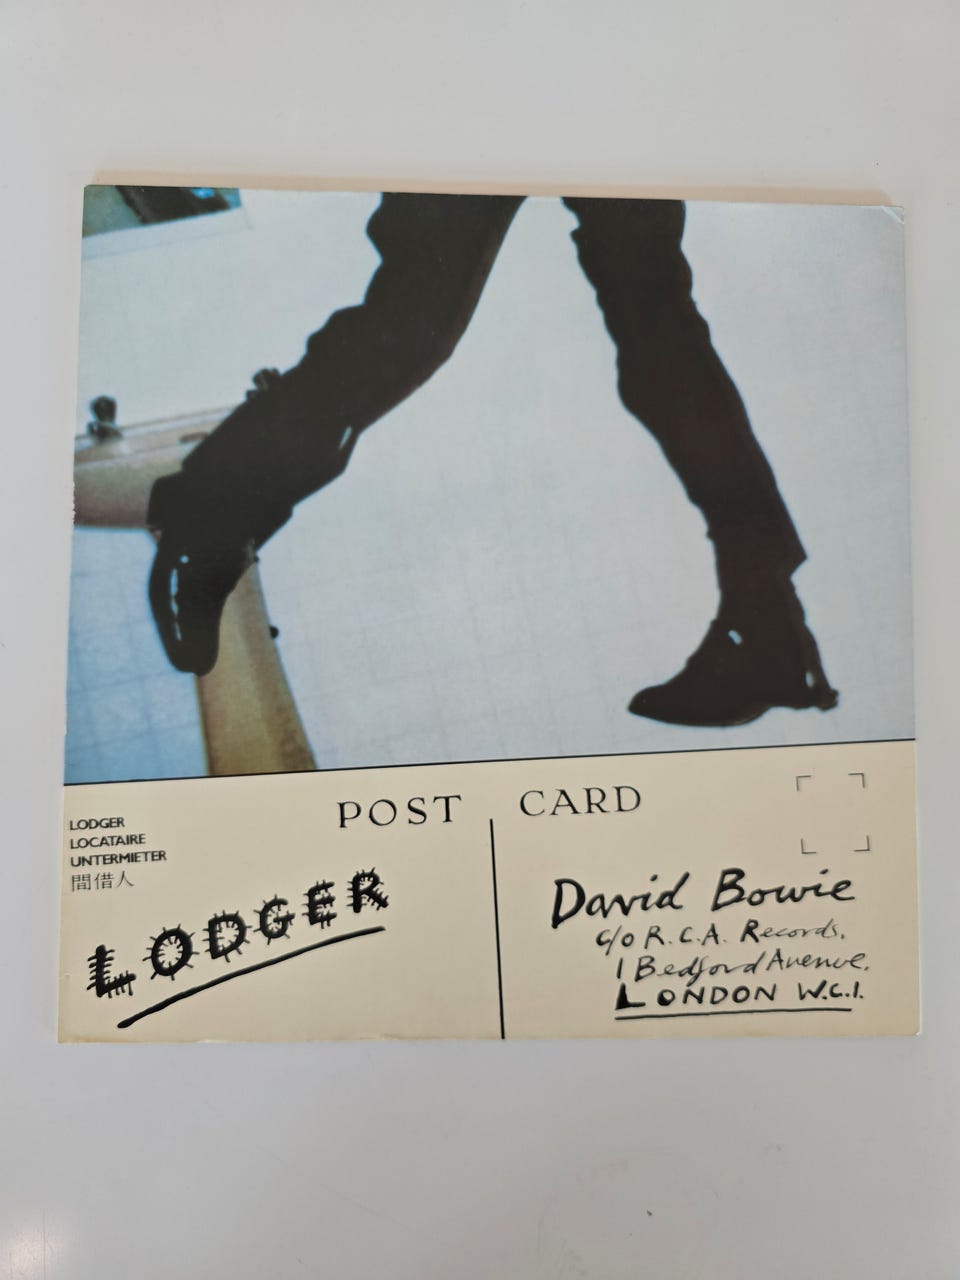 POST CARD
LODGER
LOCATAIRE
UNTERMIETER
間借人
LODGER
David Bowie
c/o R.C.A. Records,
1 Bedford Avenue,
LONDON W.C.1.